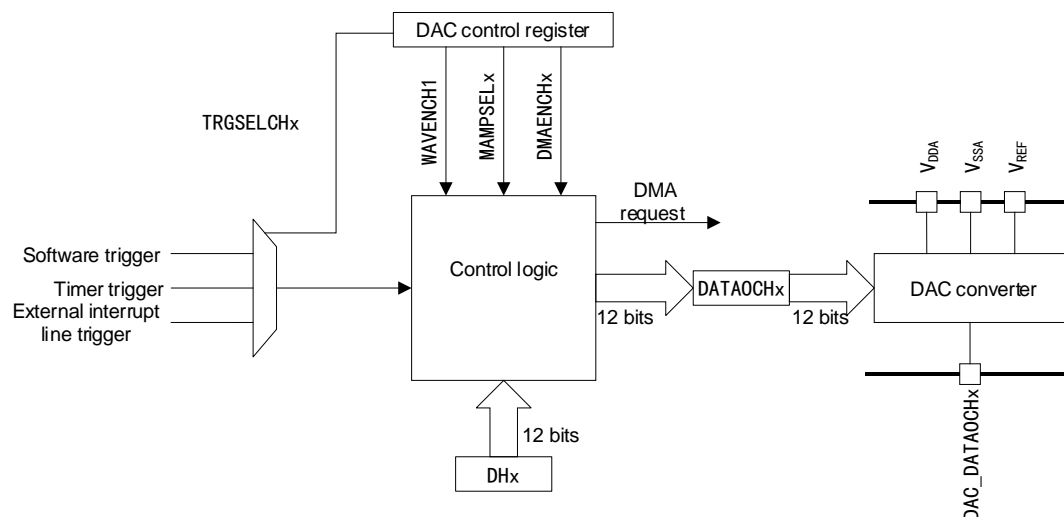 DAC control register
TRGSELCHx
WAVENCH1
MAMPSELx
DMAENCHx
VDDA
VSSA
VREF
DMA
request
Software trigger
Timer trigger
External interrupt
line trigger
Control logic
DATAOCHx
DAC converter
12 bits
12 bits
12 bits
DHx
DAC_DATAOCHx